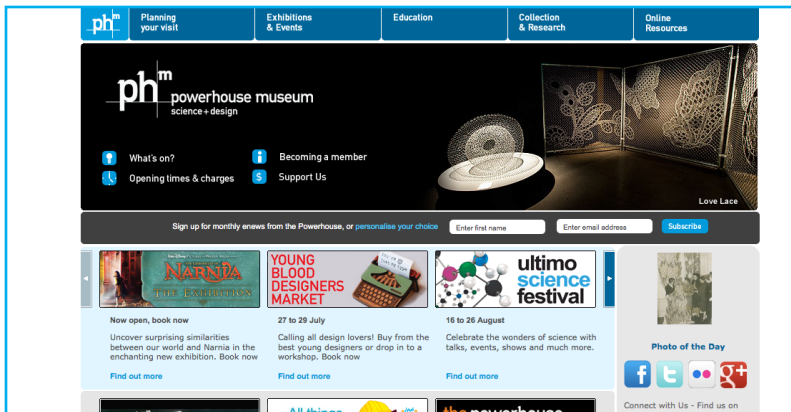 phm
Planning
your visit
Exhibitions
& Events
Education
Collection
& Research
Online
Resources
phm
powerhouse museum
science+design
What's on?
Becoming a member
Opening times & charges
$ Support Us
Love Lace
Sign up for monthly enews from the Powerhouse, or personalise your choice
Enter first name
Enter email address
Subscribe
NARNIA
THE EXHIBITION
YOUNG
BLOOD
DESIGNERS
MARKET
ultimo
science
festival
Now open, book now
Uncover surprising similarities
between our world and Narnia in the
enchanting new exhibition. Book now
Find out more
27 to 29 July
Calling all design lovers! Buy from the
best young designers or drop in to a
workshop. Book now
Find out more
16 to 26 August
Celebrate the wonders of science with
talks, events, shows and much more.
Find out more
Photo of the Day
f t g+
Connect with Us - Find us on
All things
the powerhouse